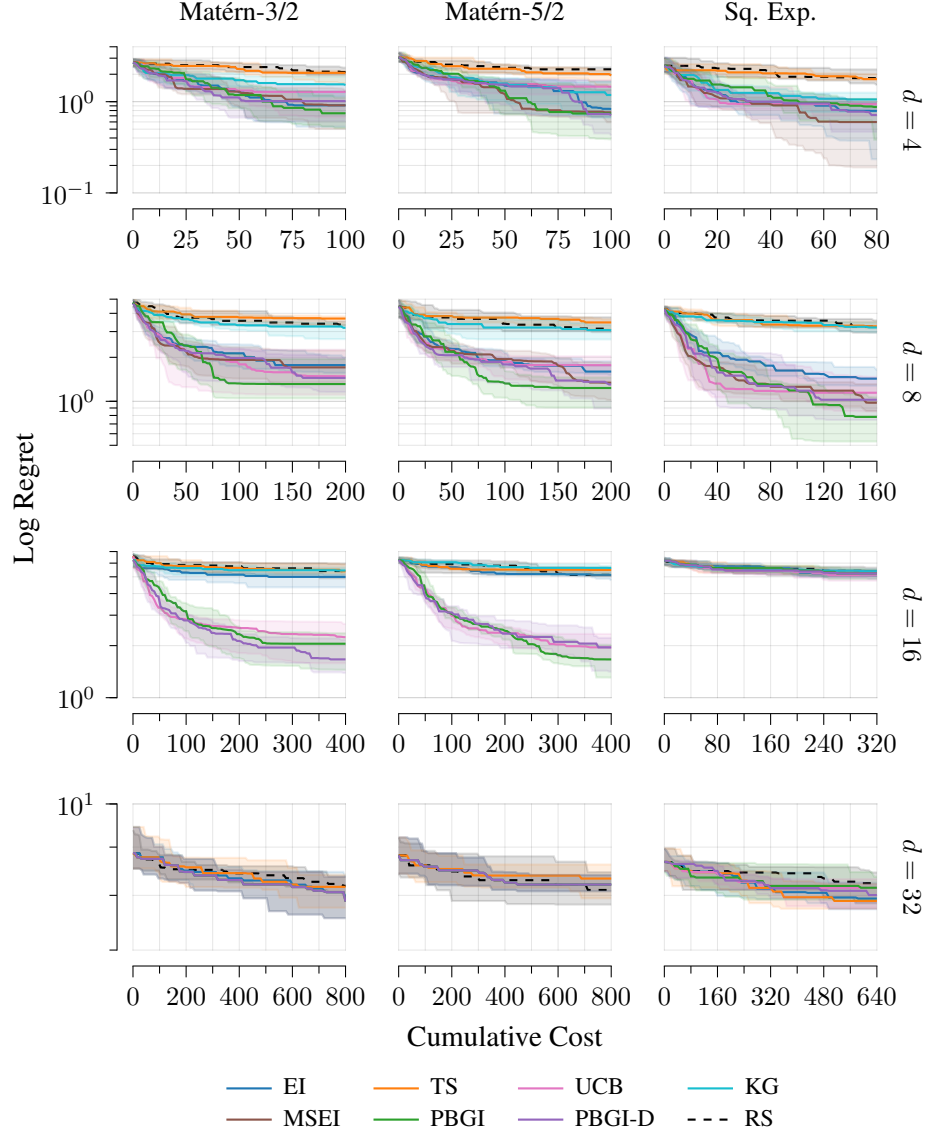 Matérn-3/2 Matérn-5/2 Sq. Exp.
10^0
10^{-1}
d = 4
0 25 50 75 100 0 25 50 75 100 0 20 40 60 80
10^0
d = 8
0 50 100 150 200 0 50 100 150 200 0 40 80 120 160
Log Regret
10^0
d = 16
0 100 200 300 400 0 100 200 300 400 0 80 160 240 320
10^1
d = 32
0 200 400 600 800 0 200 400 600 800 0 160 320 480 640
Cumulative Cost
EI TS UCB KG
MSEI PBGI PBGI-D RS